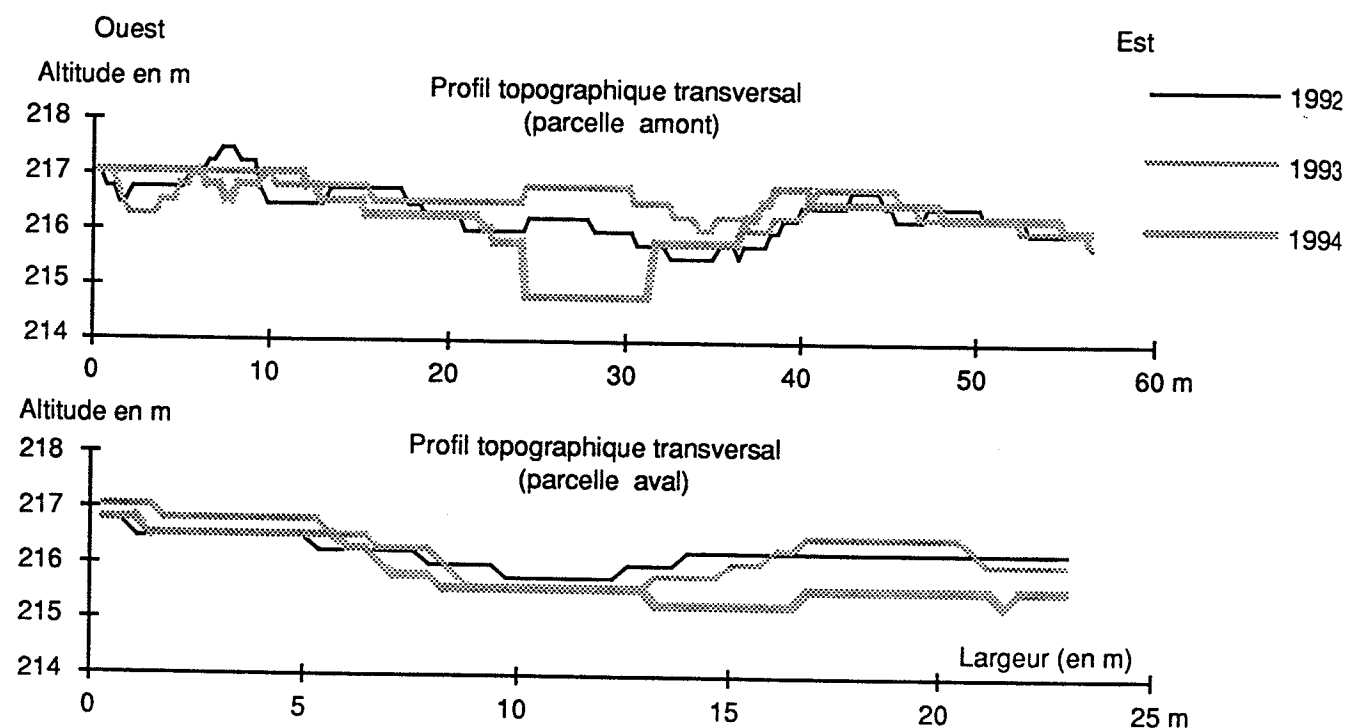 Ouest
Est
Altitude en m
Profil topographique transversal
(parcelle amont)
1992
1993
1994
218
217
216
215
214
0 10 20 30 40 50 60 m
Altitude en m
Profil topographique transversal
(parcelle aval)
218
217
216
215
214
Largeur (en m)
0 5 10 15 20 25 m